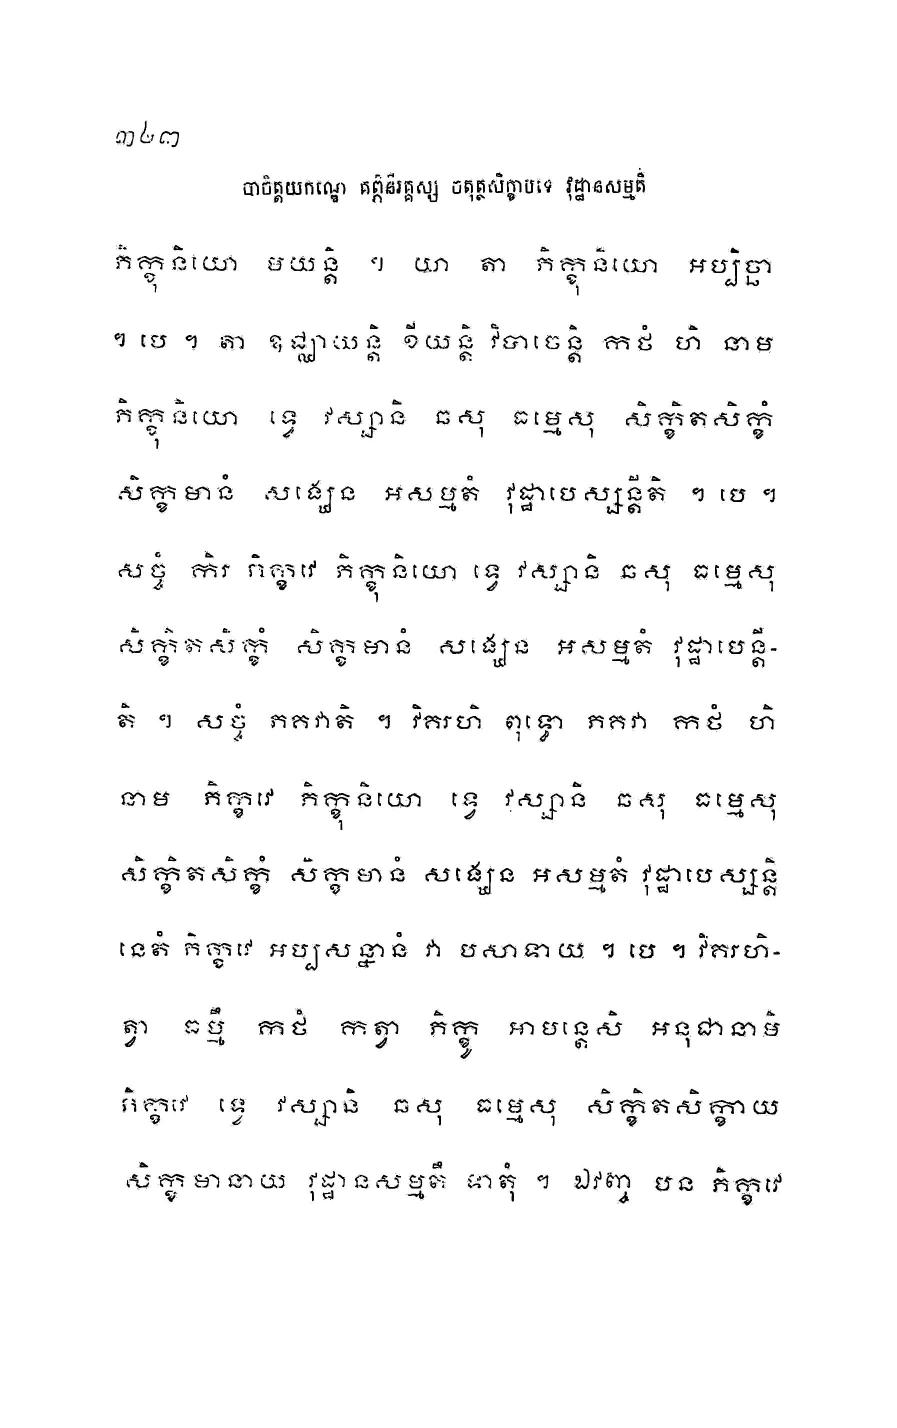 ៣៤៣
បាចិត្តយកណ្ឌេ គព្ភិនីវគ្គស្ស ចតុត្ថសិក្ខាបទេ វុដ្ឋានសម្មតិ
ភិក្ខុនិយោ មយន្តិ ។ យា តា ភិក្ខុនិយោ អប្បិច្ឆា
។ បេ ។ តា ឧជ្ឈាយន្តិ ខីយន្តិ វិបាចេន្តិ កថំ ហិ នាម
ភិក្ខុនិយោ ទ្វេ វស្សានិ ឆសុ ធម្មេសុ សិក្ខិតសិក្ខំ
សិក្ខមានំ សង្ឃេន អសម្មតំ វុដ្ឋាបេស្សន្តីតិ ។ បេ ។
សច្ចំ កិរ ភិក្ខវេ ភិក្ខុនិយោ ទ្វេ វស្សានិ ឆសុ ធម្មេសុ
សិក្ខិតសិក្ខំ សិក្ខមានំ សង្ឃេន អសម្មតំ វុដ្ឋាបេន្តី-
តិ ។ សច្ចំ ភគវាតិ ។ វិគរហិ ពុទ្ធោ ភគវា កថំ ហិ
នាម ភិក្ខវេ ភិក្ខុនិយោ ទ្វេ វស្សានិ ឆសុ ធម្មេសុ
សិក្ខិតសិក្ខំ សិក្ខមានំ សង្ឃេន អសម្មតំ វុដ្ឋាបេស្សន្តិ
នេតំ ភិក្ខវេ អប្បសន្នានំ វា បសាទាយ ។ បេ ។ វិគរហិ-
ត្វា ធម្មឹ កថំ កត្វា ភិក្ខូ អាមន្តេសិ អនុជានាមិ
ភិក្ខវេ ទ្វេ វស្សានិ ឆសុ ធម្មេសុ សិក្ខិតសិក្ខាយ
សិក្ខមានាយ វុដ្ឋានសម្មតឹ ទាតុំ ។ ឯវញ្ច បន ភិក្ខវេ